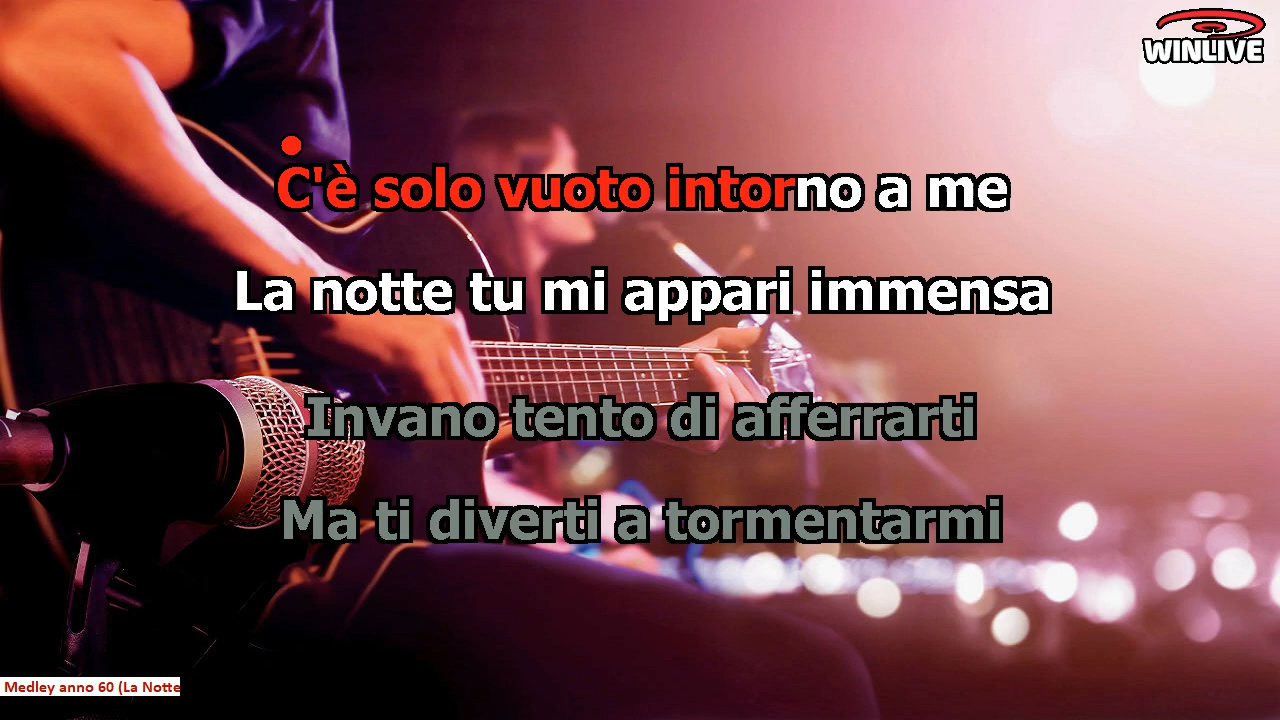 WINLIVE
C'è solo vuoto intorno a me
La notte tu mi appari immensa
Invano tento di afferrarti
Ma ti diverti a tormentarmi
Medley anno 60 (La Notte